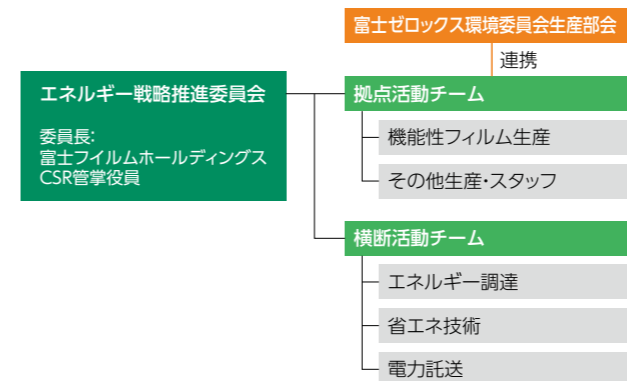 富士ゼロックス環境委員会生産部会
連携
エネルギー戦略推進委員会
委員長：
富士フイルムホールディングス
CSR管掌役員
拠点活動チーム
機能性フィルム生産
その他生産・スタッフ
横断活動チーム
エネルギー調達
省エネ技術
電力託送